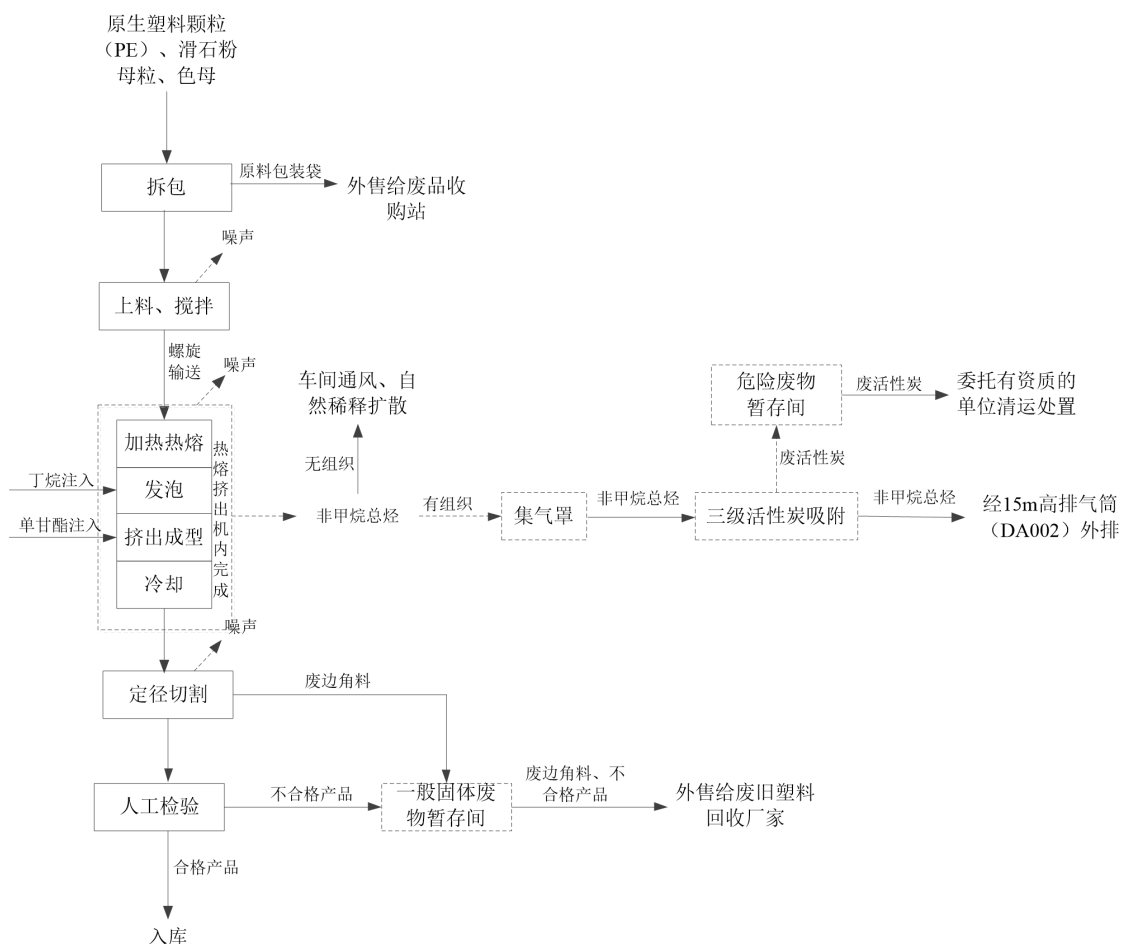 原生塑料颗粒
（PE）、滑石粉
母粒、色母
拆包
原料包装袋
外售给废品收
购站
噪声
上料、搅拌
螺旋
输送
噪声
加热热熔
发泡
挤出成型
冷却
热熔挤出机内完成
丁烷注入
单甘酯注入
车间通风、自
然稀释扩散
无组织
非甲烷总烃
有组织
集气罩
非甲烷总烃
三级活性炭吸附
废活性炭
危险废物
暂存间
废活性炭
委托有资质的
单位清运处置
非甲烷总烃
经15m高排气筒
（DA002）外排
噪声
定径切割
废边角料
人工检验
不合格产品
一般固体废
物暂存间
废边角料、不
合格产品
外售给废旧塑料
回收厂家
合格产品
入库